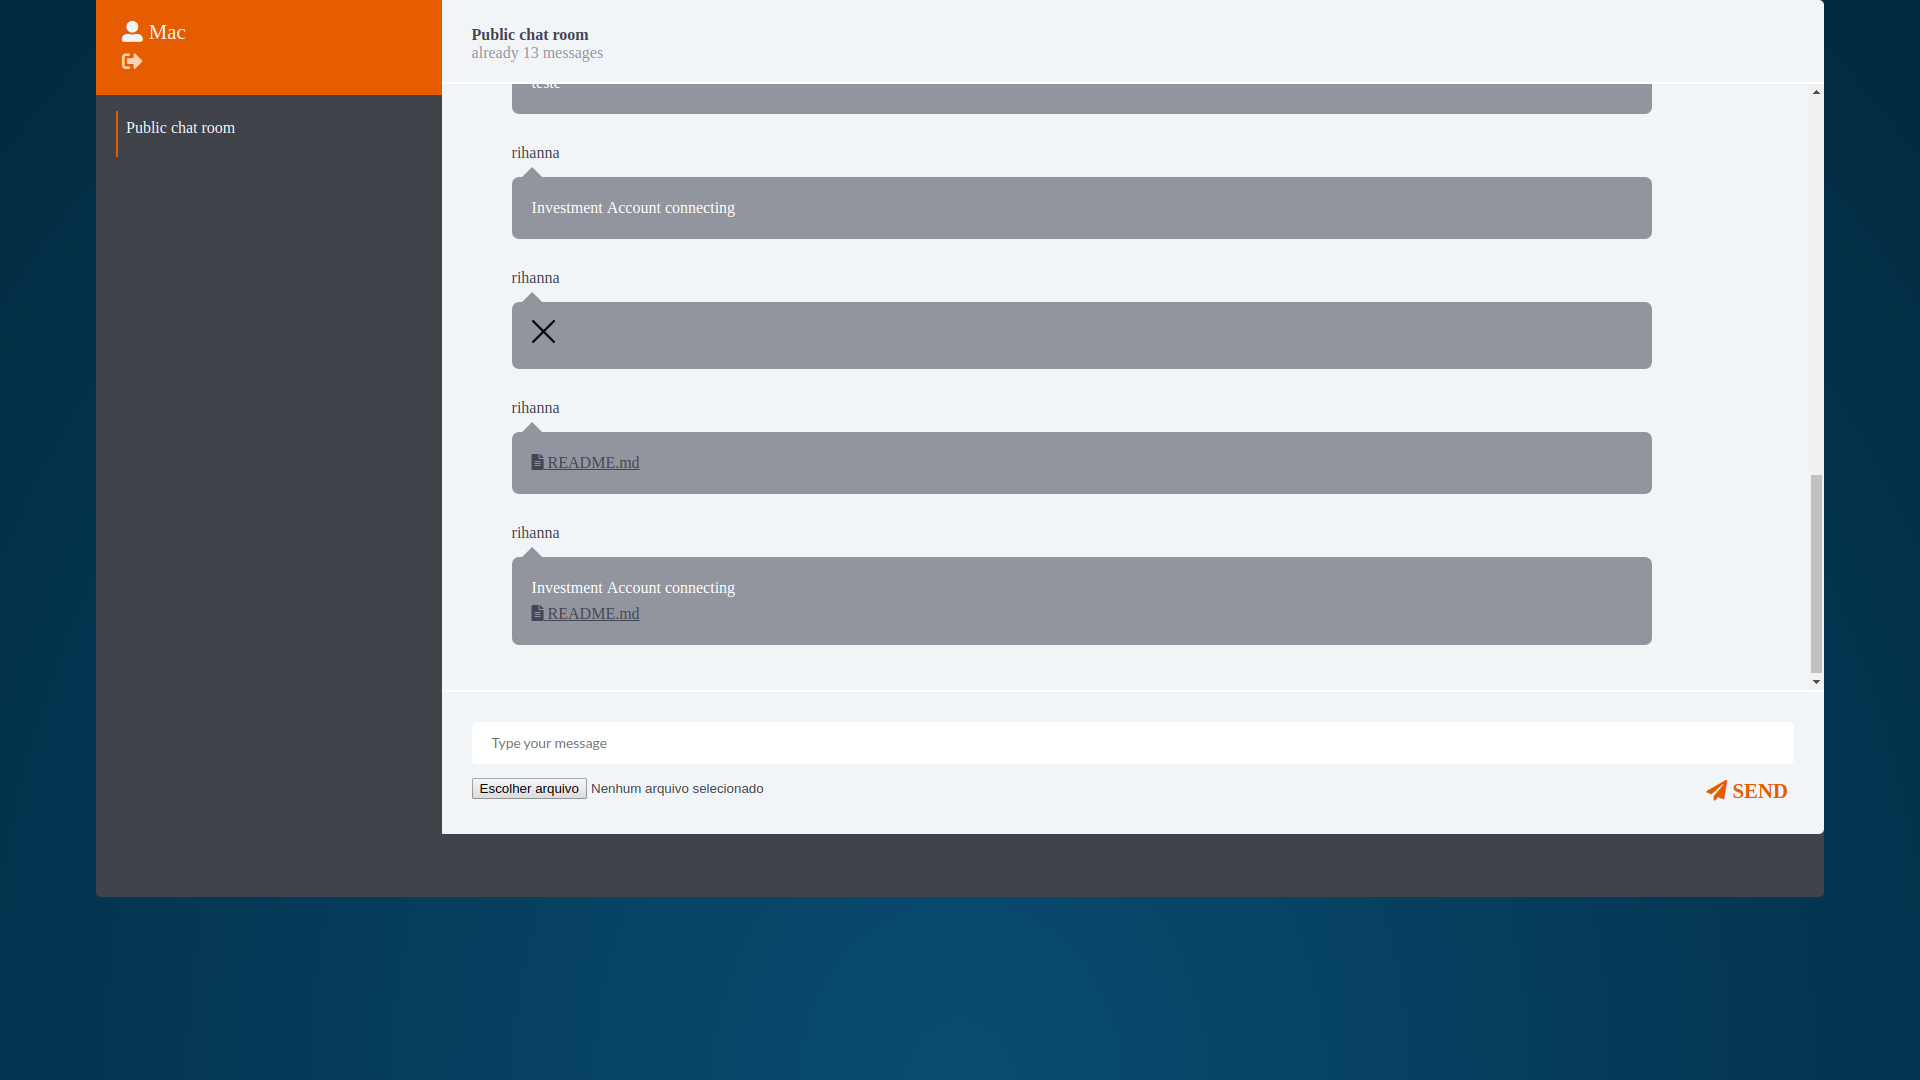 Mac
Public chat room
Public chat room
already 13 messages
teste
rihanna
Investment Account connecting
rihanna
rihanna
README.md
rihanna
Investment Account connecting
README.md
Type your message
Escolher arquivo Nenhum arquivo selecionado
SEND